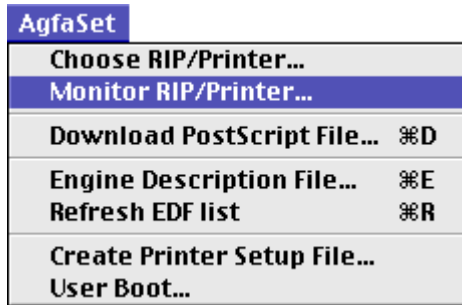 AgfaSet
Choose RIP/Printer...
Monitor RIP/Printer...
Download PostScript File... ⌘D
Engine Description File... ⌘E
Refresh EDF list ⌘R
Create Printer Setup File...
User Boot...